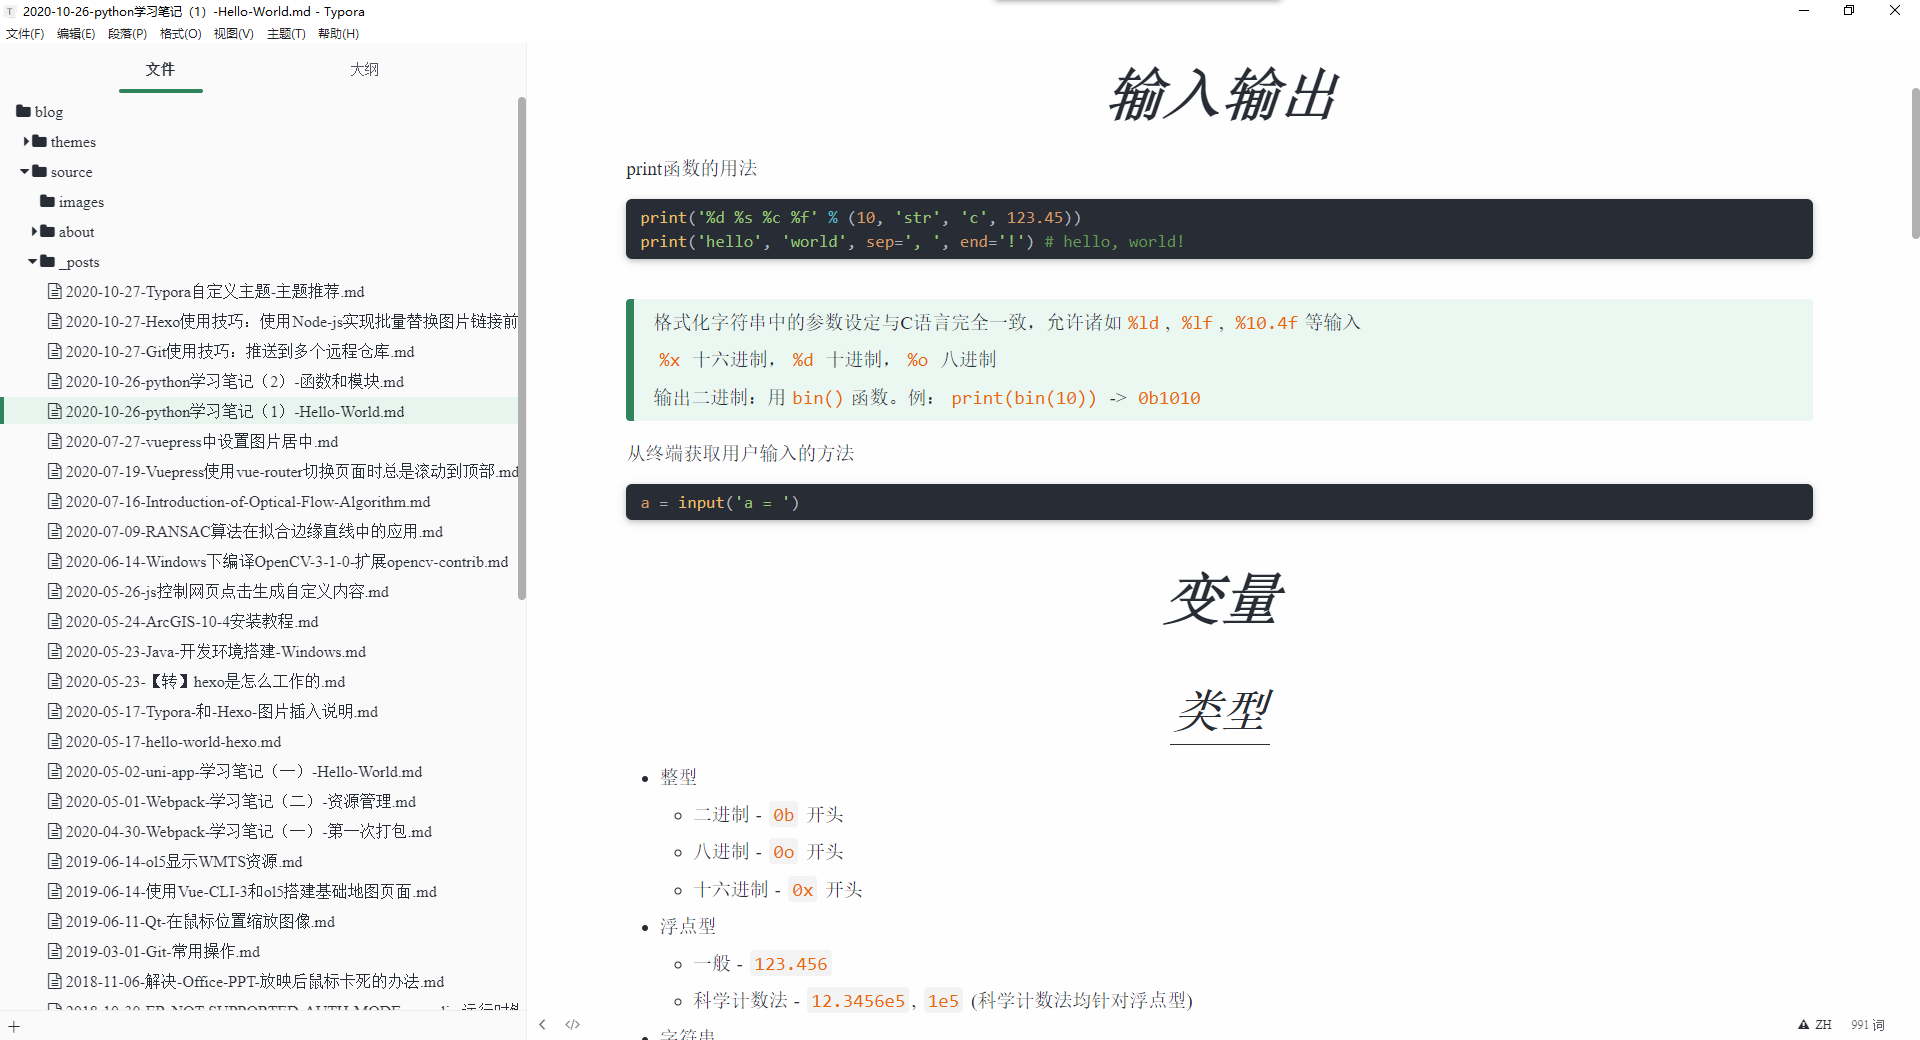 2020-10-26-python学习笔记（1）-Hello-World.md - Typora
文件(F) 编辑(E) 段落(P) 格式(O) 视图(V) 主题(T) 帮助(H)
文件 大纲
blog
themes
source
images
about
_posts
2020-10-27-Typora自定义主题-主题推荐.md
2020-10-27-Hexo使用技巧：使用Node-js实现批量替换图片链接前
2020-10-27-Git使用技巧：推送到多个远程仓库.md
2020-10-26-python学习笔记（2）-函数和模块.md
2020-10-26-python学习笔记（1）-Hello-World.md
2020-07-27-vuepress中设置图片居中.md
2020-07-19-Vuepress使用vue-router切换页面时总是滚动到顶部.md
2020-07-16-Introduction-of-Optical-Flow-Algorithm.md
2020-07-09-RANSAC算法在拟合边缘直线中的应用.md
2020-06-14-Windows下编译OpenCV-3-1-0-扩展opencv-contrib.md
2020-05-26-js控制网页点击生成自定义内容.md
2020-05-24-ArcGIS-10-4安装教程.md
2020-05-23-Java-开发环境搭建-Windows.md
2020-05-23-【转】hexo是怎么工作的.md
2020-05-17-Typora-和-Hexo-图片插入说明.md
2020-05-17-hello-world-hexo.md
2020-05-02-uni-app-学习笔记（一）-Hello-World.md
2020-05-01-Webpack-学习笔记（二）-资源管理.md
2020-04-30-Webpack-学习笔记（一）-第一次打包.md
2019-06-14-ol5显示WMTS资源.md
2019-06-14-使用Vue-CLI-3和ol5搭建基础地图页面.md
2019-06-11-Qt-在鼠标位置缩放图像.md
2019-03-01-Git-常用操作.md
2018-11-06-解决-Office-PPT-放映后鼠标卡死的办法.md
输入输出
print函数的用法
print('%d %s %c %f' % (10, 'str', 'c', 123.45))
print('hello', 'world', sep=', ', end='!') # hello, world!
格式化字符串中的参数设定与C语言完全一致，允许诸如 %ld , %lf , %10.4f 等输入
%x 十六进制， %d 十进制， %o 八进制
输出二进制：用 bin() 函数。例： print(bin(10)) -> 0b1010
从终端获取用户输入的方法
a = input('a = ')
变量
类型
整型
二进制 - 0b 开头
八进制 - 0o 开头
十六进制 - 0x 开头
浮点型
一般 - 123.456
科学计数法 - 12.3456e5 , 1e5 (科学计数法均针对浮点型)
字符串
ZH 991 词